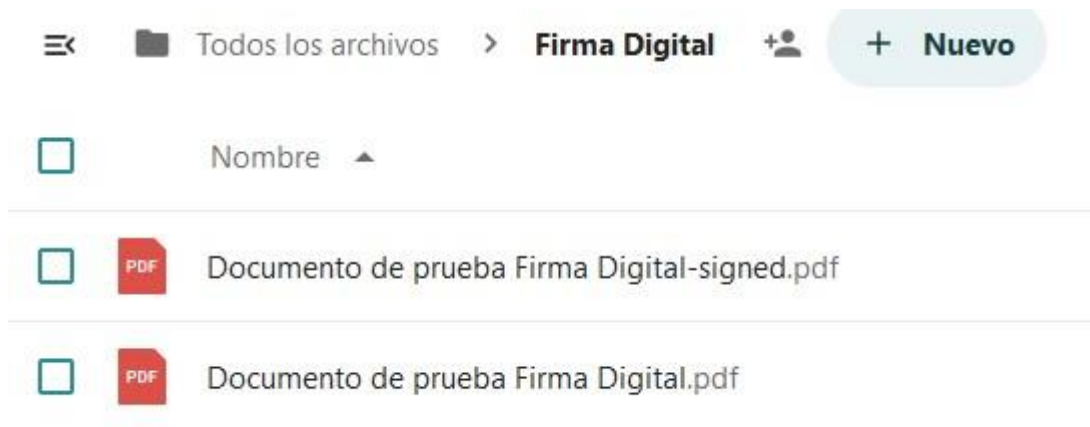 Todos los archivos > Firma Digital + Nuevo
Nombre
PDF Documento de prueba Firma Digital-signed.pdf
PDF Documento de prueba Firma Digital.pdf